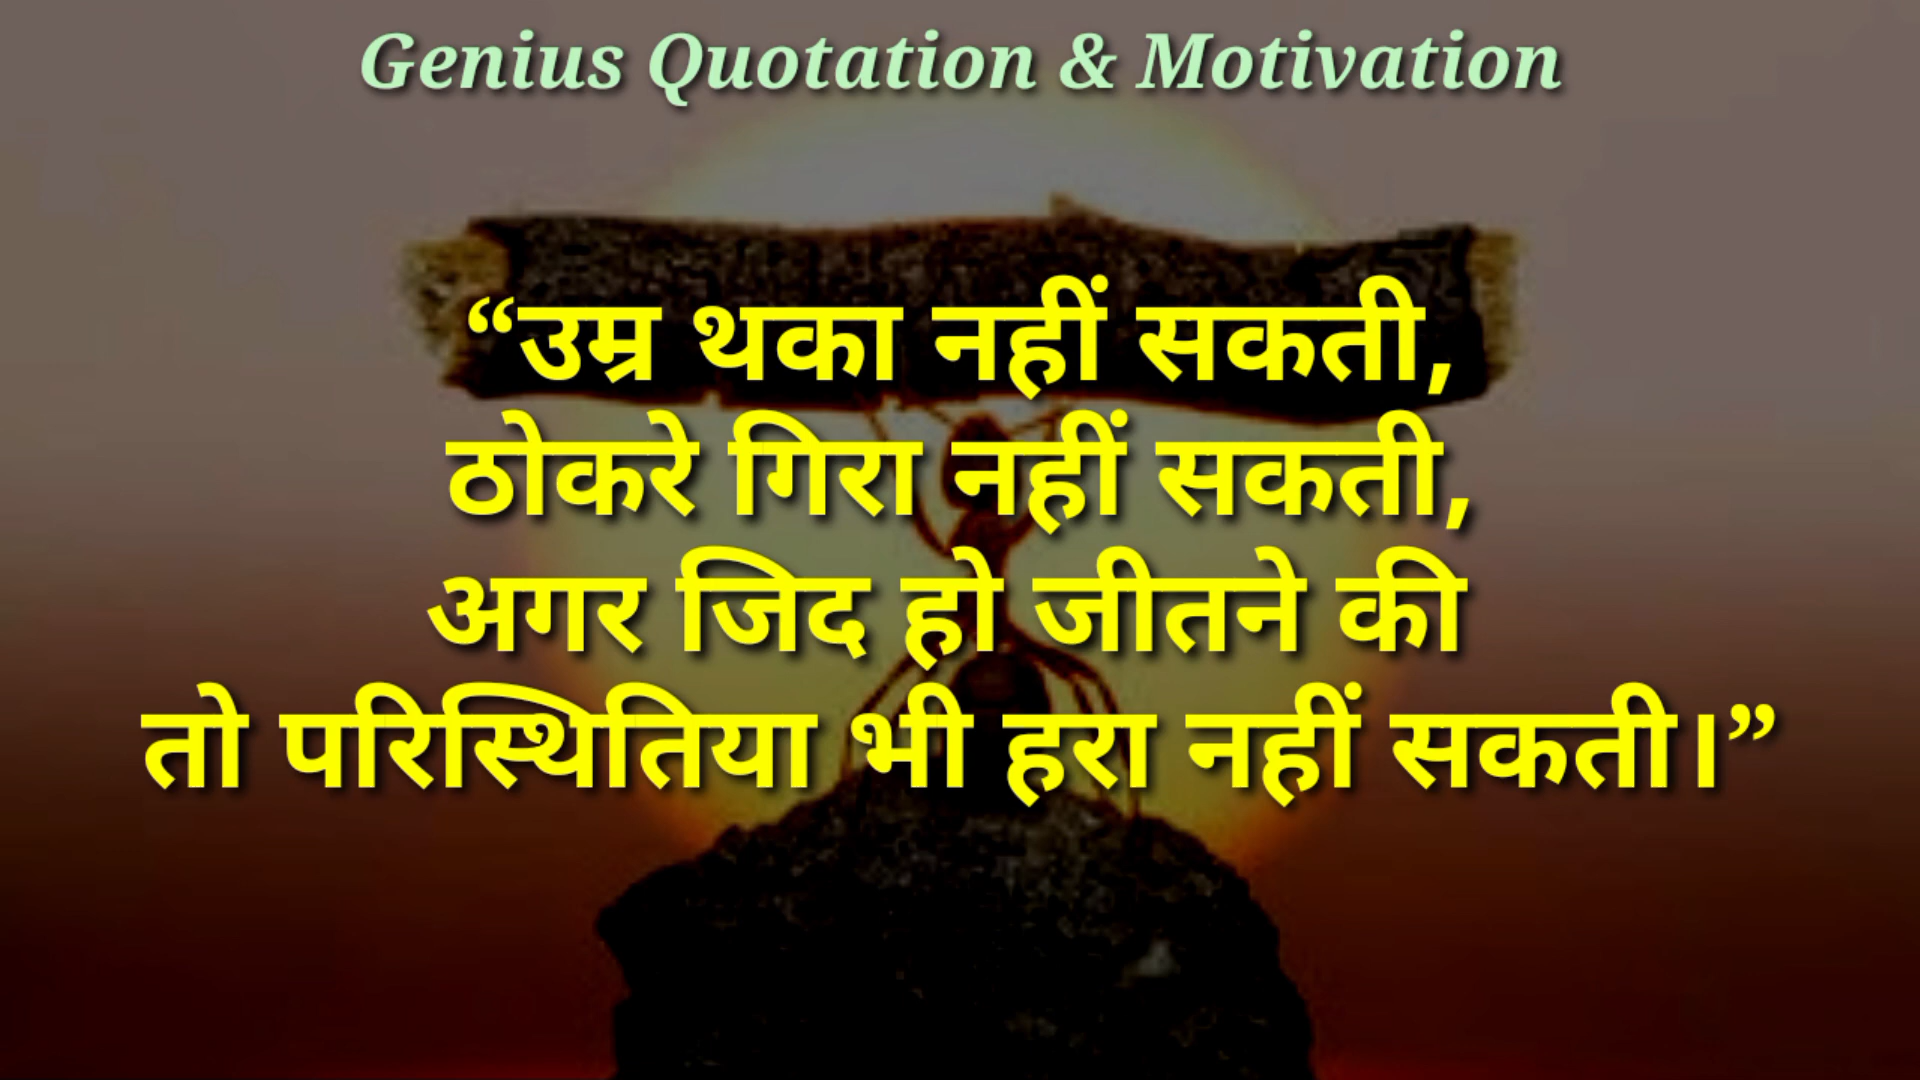 Genius Quotation & Motivation
“उम्र थका नहीं सकती,
ठोकरे गिरा नहीं सकती,
अगर जिद हो जीतने की
तो परिस्थितिया भी हरा नहीं सकती।”